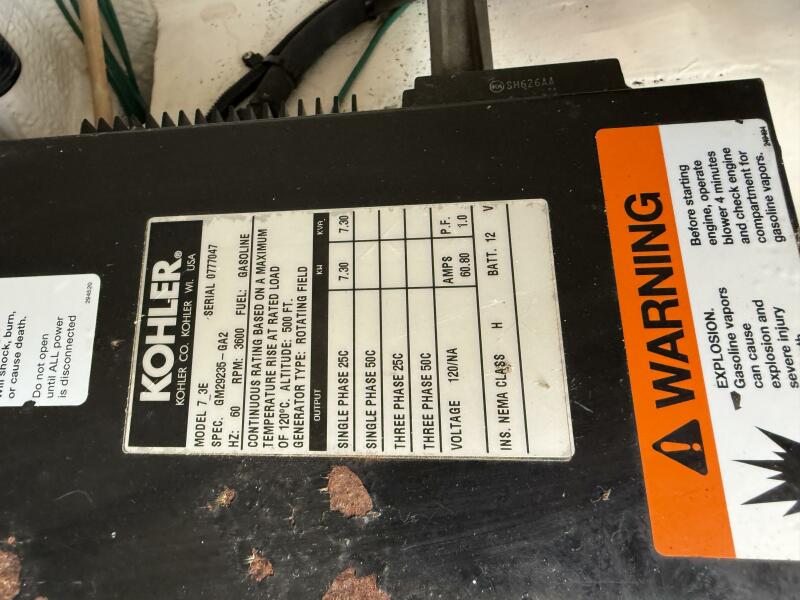 KOHLER®
KOHLER CO. KOHLER WI. USA
MODEL 7.3E SERIAL 0777047
SPEC. GM29235-GA2
HZ: 60 RPM: 3600 FUEL: GASOLINE
CONTINUOUS RATING BASED ON A MAXIMUM
TEMPERATURE RISE AT RATED LOAD
OF 120°C. ALTITUDE: 500 FT.
GENERATOR TYPE: ROTATING FIELD
OUTPUT KW KVA
SINGLE PHASE 25C 7.30 7.30
SINGLE PHASE 50C
THREE PHASE 25C
THREE PHASE 50C
VOLTAGE 120/NA AMPS 60.80 P.F. 1.0
BATT. 12 V
INS. NEMA CLASS H
WARNING
EXPLOSION.
Gasoline vapors
can cause
explosion and
severe injury
Before starting
engine, operate
blower 4 minutes
and check engine
compartment for
gasoline vapors.
shock, burn,
or cause death.
Do not open
until ALL power
is disconnected
294520
SH626AA